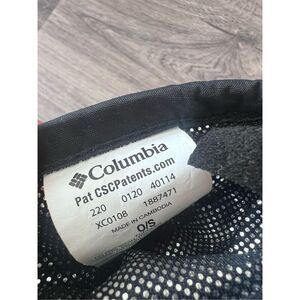 Columbia
Pat CSCPatents.com
220 0120 40114
XC0108 1887471
MADE IN CAMBODIA
O/S